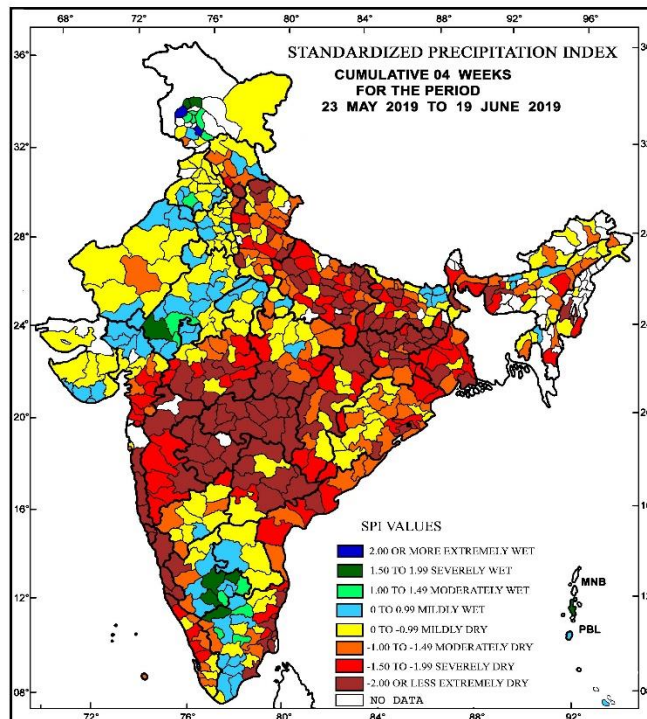 68° 72° 76° 80° 84° 88° 92° 96°
STANDARDIZED PRECIPITATION INDEX
CUMULATIVE 04 WEEKS
FOR THE PERIOD
23 MAY 2019 TO 19 JUNE 2019
36°
32°
28°
24°
20°
16°
12°
08°
SPI VALUES
2.00 OR MORE EXTREMELY WET
1.50 TO 1.99 SEVERELY WET
1.00 TO 1.49 MODERATELY WET
0 TO 0.99 MILDLY WET
0 TO -0.99 MILDLY DRY
-1.00 TO -1.49 MODERATELY DRY
-1.50 TO -1.99 SEVERELY DRY
-2.00 OR LESS EXTREMELY DRY
NO DATA
MNB
PBL
72° 76° 80° 84° 88° 92°